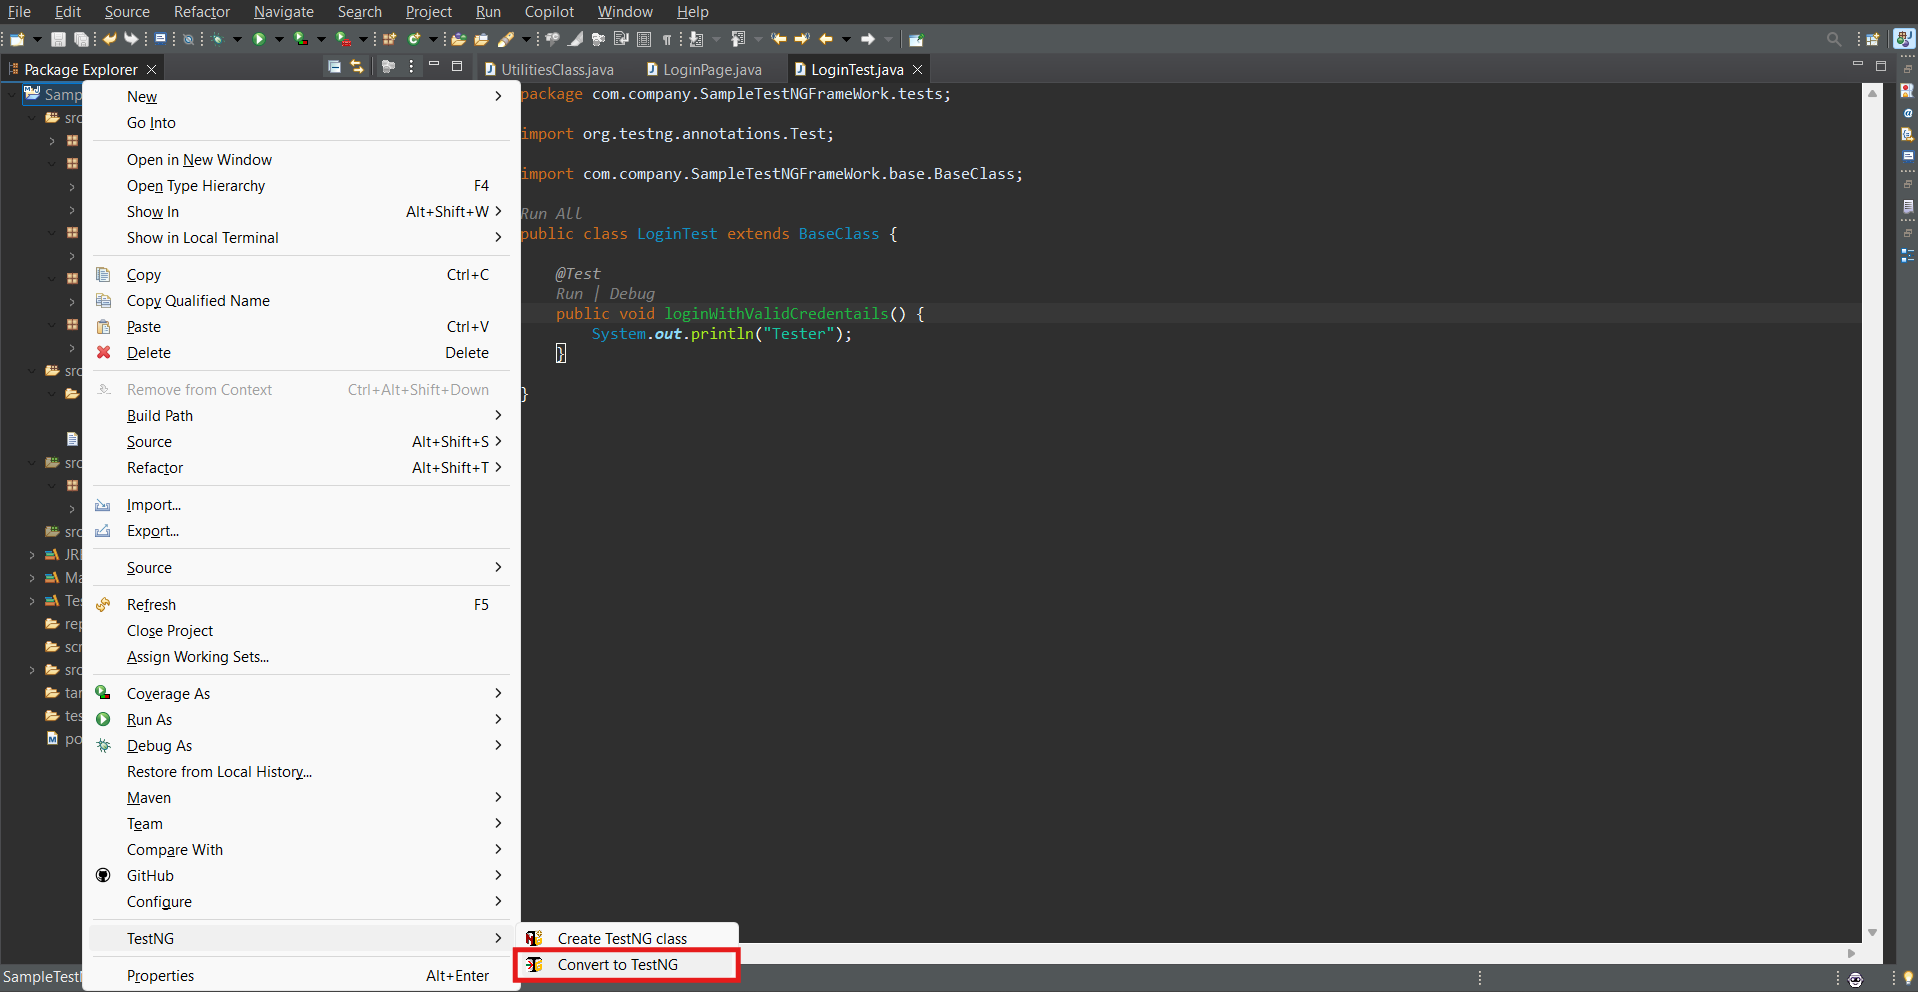 File Edit Source Refactor Navigate Search Project Run Copilot Window Help
Package Explorer
UtilitiesClass.java LoginPage.java LoginTest.java
Samp
src
src
src
src
JRE
Ma
Tes
rep
scr
src
tar
tes
po
New
Go Into
Open in New Window
Open Type Hierarchy F4
Show In Alt+Shift+W
Show in Local Terminal
Copy Ctrl+C
Copy Qualified Name
Paste Ctrl+V
Delete Delete
Remove from Context Ctrl+Alt+Shift+Down
Build Path
Source Alt+Shift+S
Refactor Alt+Shift+T
Import...
Export...
Source
Refresh F5
Close Project
Assign Working Sets...
Coverage As
Run As
Debug As
Restore from Local History...
Maven
Team
Compare With
GitHub
Configure
TestNG
Properties Alt+Enter
Create TestNG class
Convert to TestNG
package com.company.SampleTestNGFrameWork.tests;
import org.testng.annotations.Test;
import com.company.SampleTestNGFrameWork.base.BaseClass;
Run All
public class LoginTest extends BaseClass {
@Test
Run | Debug
public void loginWithValidCredentails() {
System.out.println("Tester");
}
}
SampleTestN